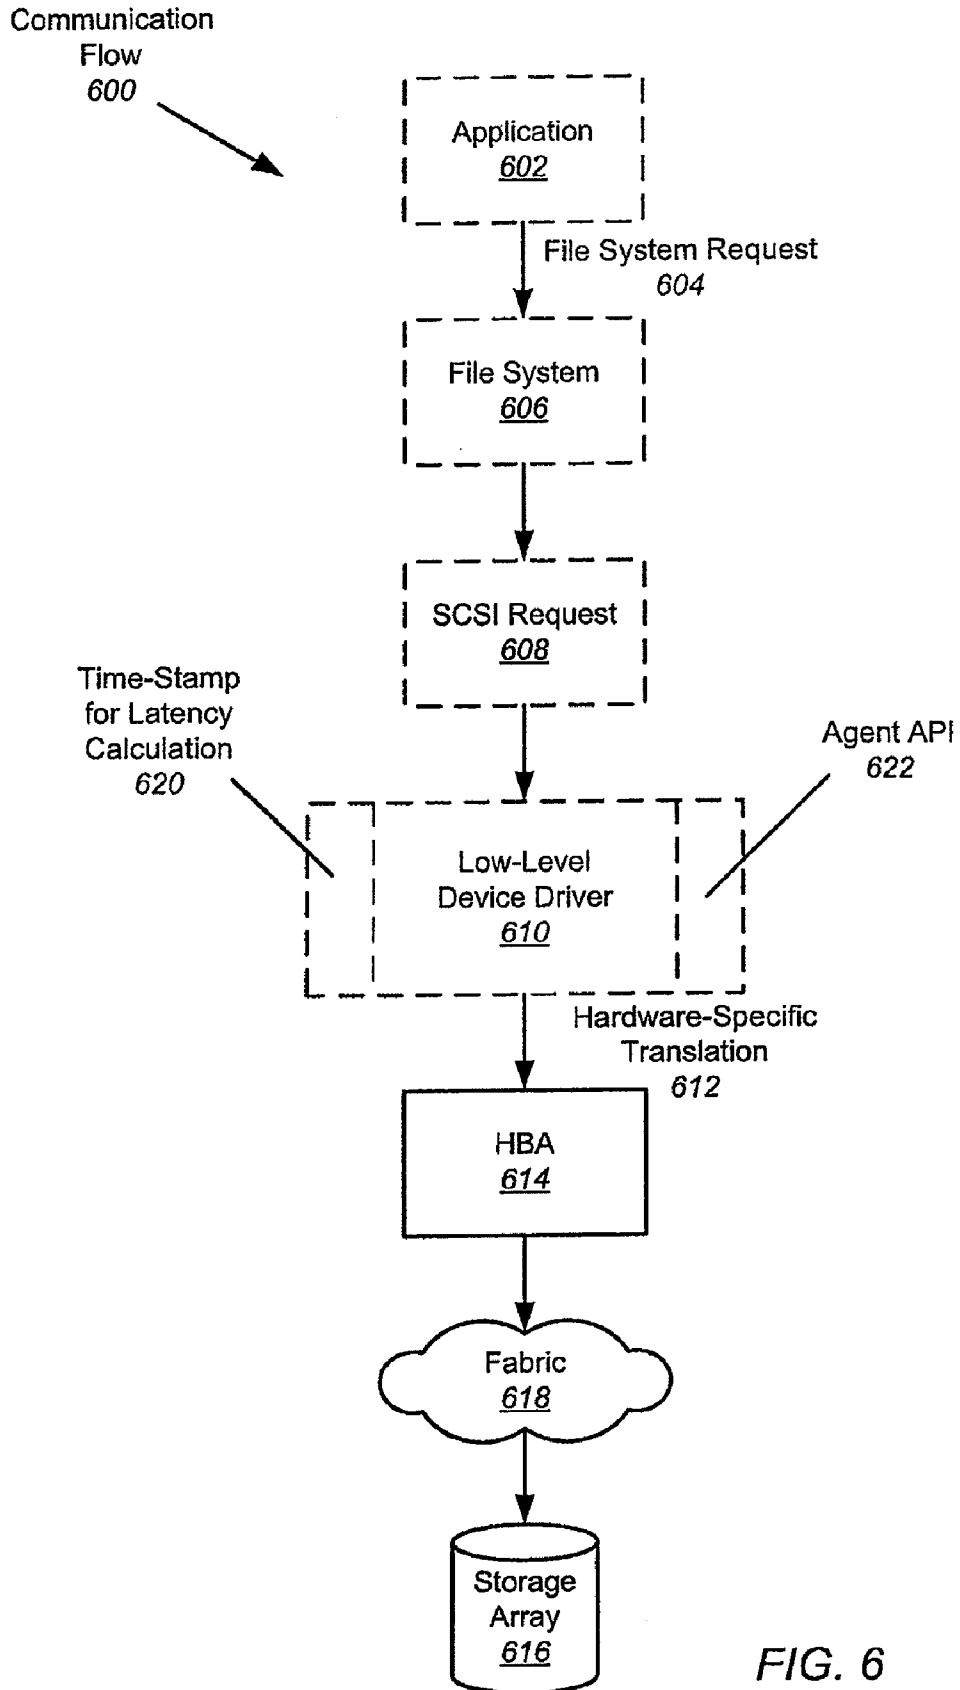 Communication
Flow
600
Application
602
File System Request
604
File System
606
SCSI Request
608
Time-Stamp
for Latency
Calculation
620
Agent API
622
Low-Level
Device Driver
610
Hardware-Specific
Translation
612
HBA
614
Fabric
618
Storage
Array
616
FIG. 6